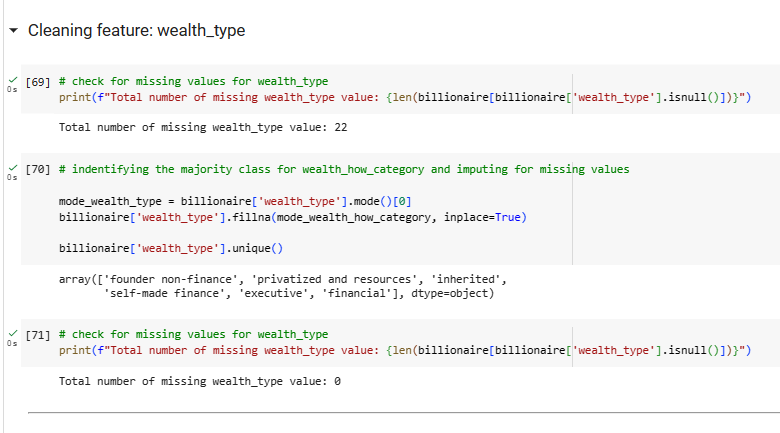 Cleaning feature: wealth_type
[69] # check for missing values for wealth_type
print(f"Total number of missing wealth_type value: {len(billionaire[billionaire['wealth_type'].isnull()])}")
0s
Total number of missing wealth_type value: 22
[70] # indentifying the majority class for wealth_how_category and imputing for missing values
0s
mode_wealth_type = billionaire['wealth_type'].mode()[0]
billionaire['wealth_type'].fillna(mode_wealth_how_category, inplace=True)
billionaire['wealth_type'].unique()
array(['founder non-finance', 'privatized and resources', 'inherited',
'self-made finance', 'executive', 'financial'], dtype=object)
[71] # check for missing values for wealth_type
print(f"Total number of missing wealth_type value: {len(billionaire[billionaire['wealth_type'].isnull()])}")
0s
Total number of missing wealth_type value: 0